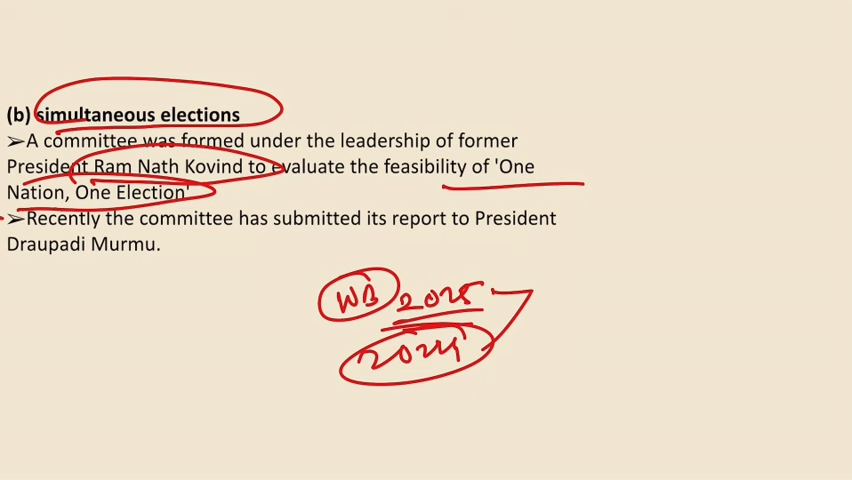 (b) simultaneous elections
➢A committee was formed under the leadership of former
President Ram Nath Kovind to evaluate the feasibility of 'One
Nation, One Election'
➢Recently the committee has submitted its report to President
Draupadi Murmu.
WB 2025
2024